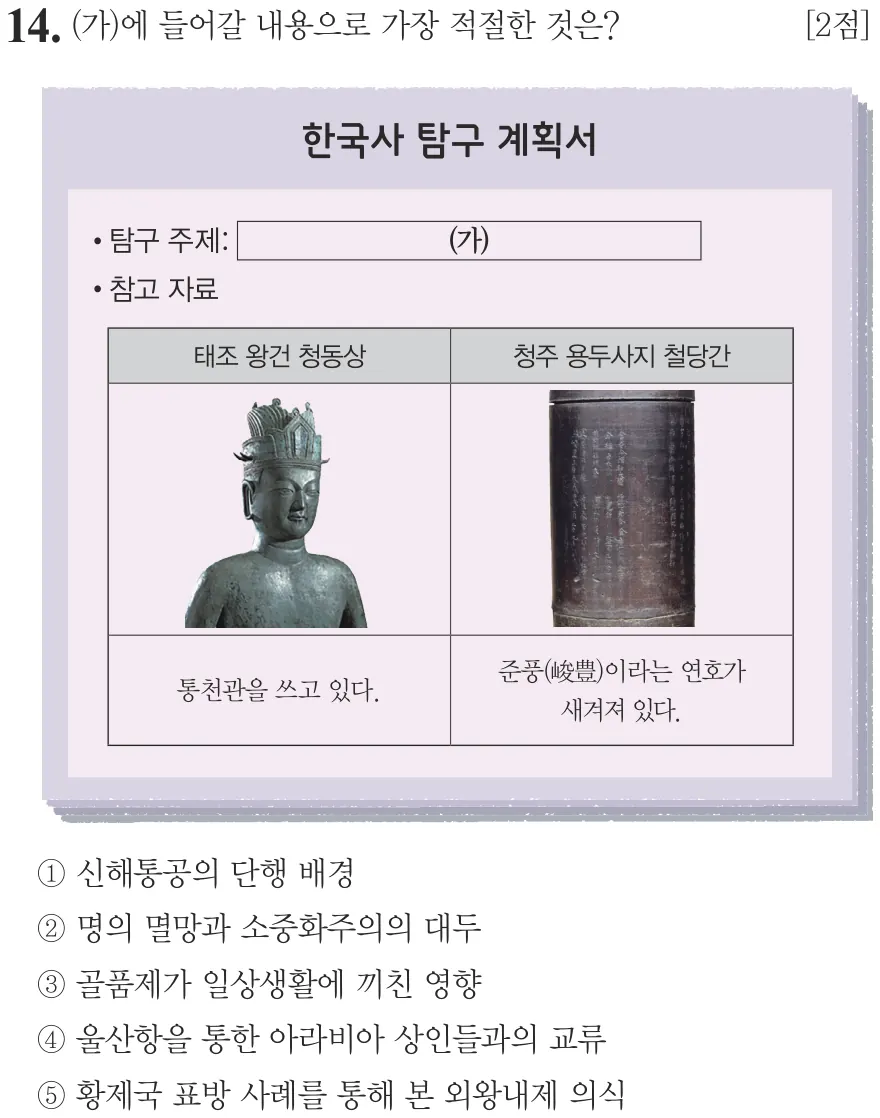 14. (가)에 들어갈 내용으로 가장 적절한 것은? [2점]
한국사 탐구 계획서
• 탐구 주제: (가)
• 참고 자료
태조 왕건 청동상
청주 용두사지 철당간
통천관을 쓰고 있다.
준풍(峻豊)이라는 연호가
새겨져 있다.
① 신해통공의 단행 배경
② 명의 멸망과 소중화주의의 대두
③ 골품제가 일상생활에 끼친 영향
④ 울산항을 통한 아라비아 상인들과의 교류
⑤ 황제국 표방 사례를 통해 본 외왕내제 의식